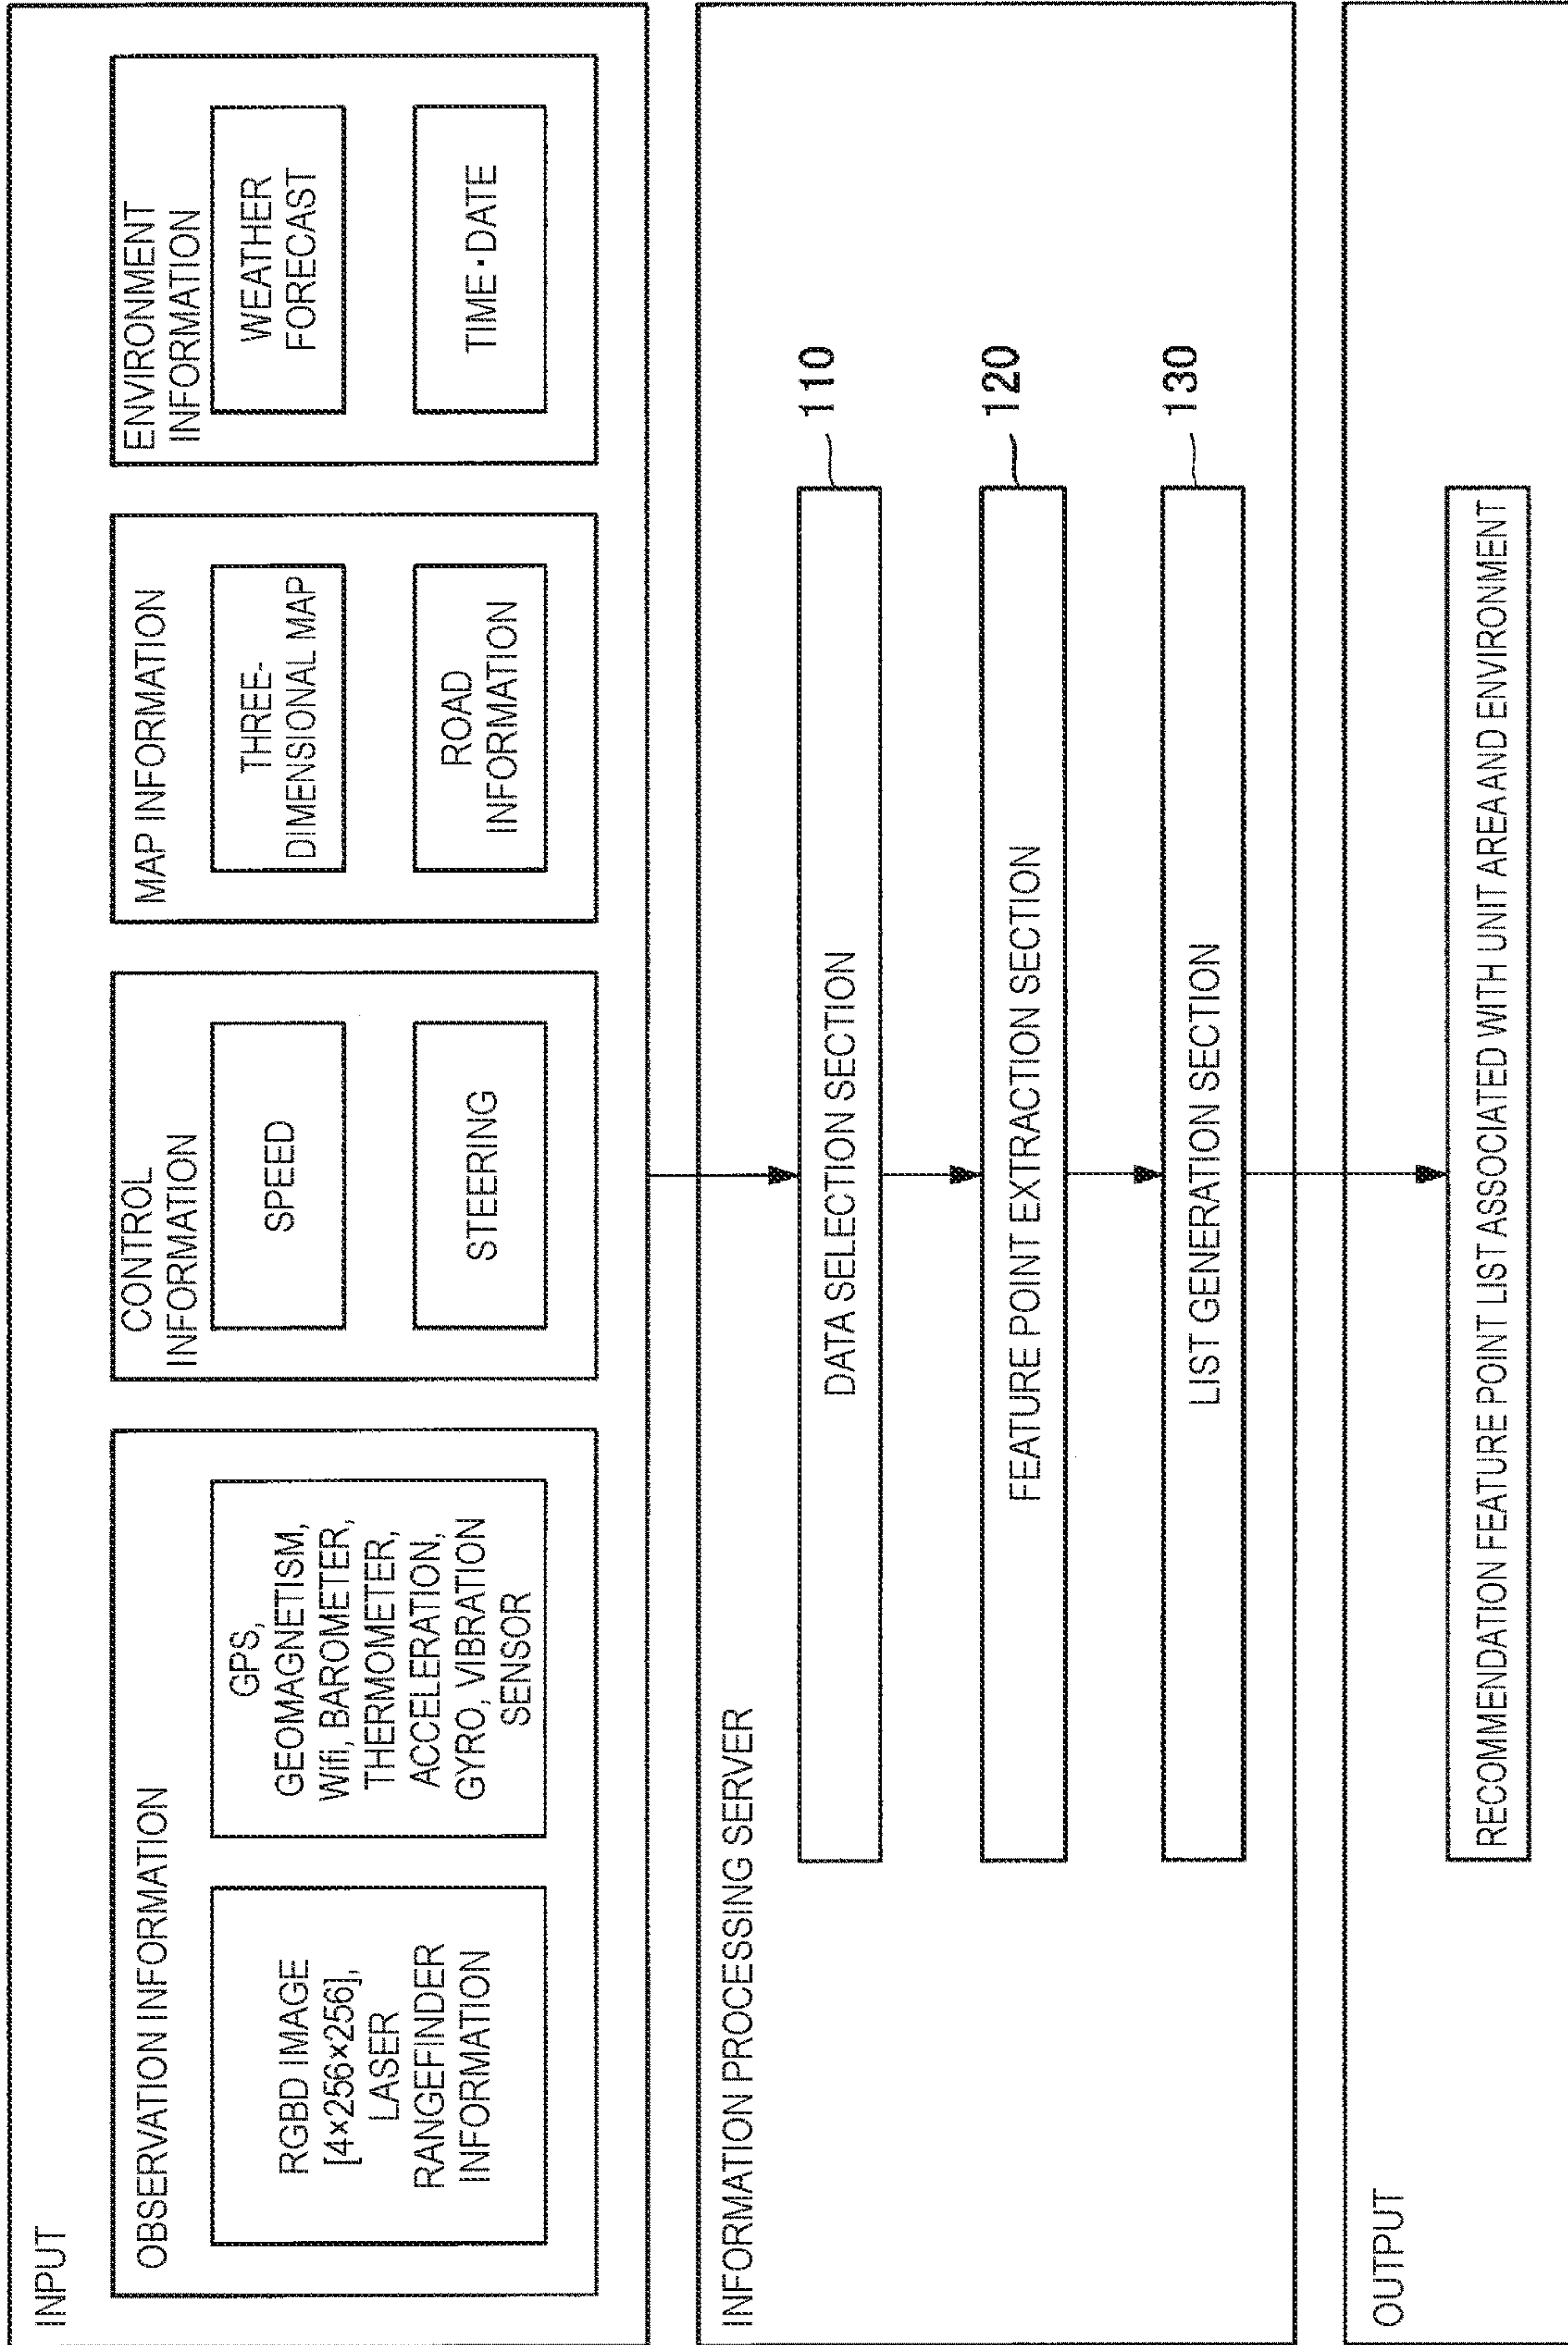 INPUT
OBSERVATION INFORMATION
RGBD IMAGE
[4×256×256],
LASER
RANGEFINDER
INFORMATION
GPS,
GEOMAGNETISM,
Wifi, BAROMETER,
THERMOMETER,
ACCELERATION,
GYRO, VIBRATION
SENSOR
CONTROL
INFORMATION
SPEED
STEERING
MAP INFORMATION
THREE-
DIMENSIONAL MAP
ROAD
INFORMATION
ENVIRONMENT
INFORMATION
WEATHER
FORECAST
TIME·DATE
INFORMATION PROCESSING SERVER
DATA SELECTION SECTION
110
FEATURE POINT EXTRACTION SECTION
120
LIST GENERATION SECTION
130
OUTPUT
RECOMMENDATION FEATURE POINT LIST ASSOCIATED WITH UNIT AREA AND ENVIRONMENT